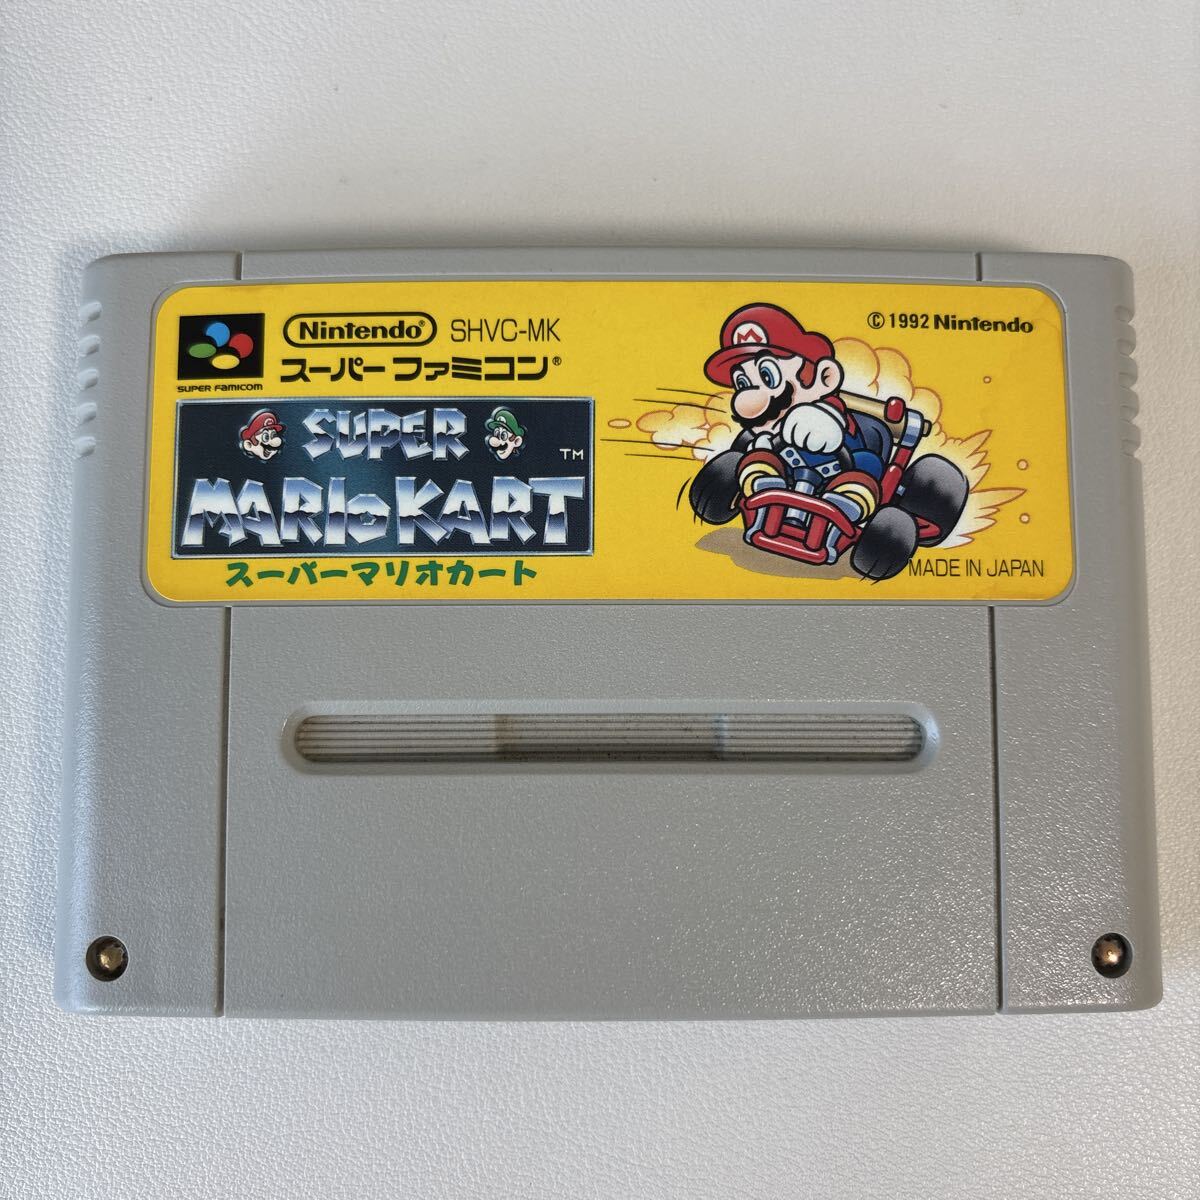 Nintendo® SHVC-MK
© 1992 Nintendo
スーパーファミコン®
SUPER FAMICOM
SUPER
MARIO KART ™
スーパーマリオカート
M
MADE IN JAPAN